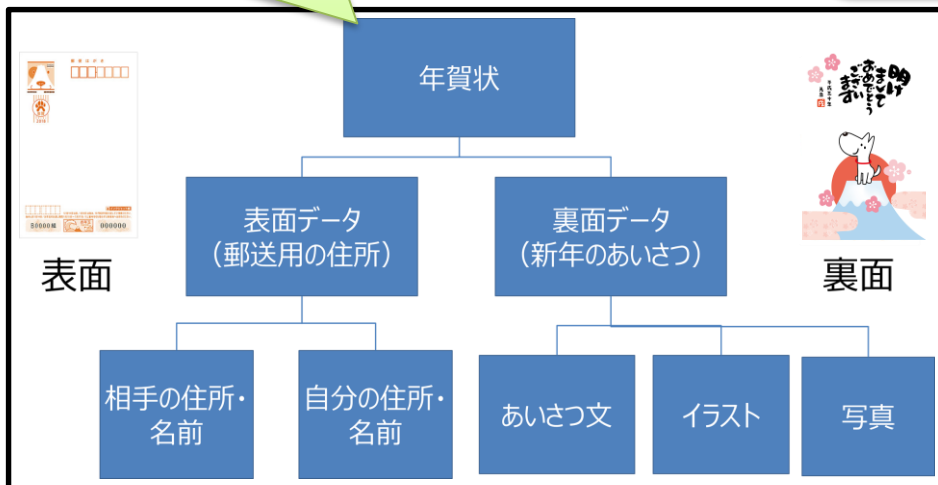 年賀状
表面データ
（郵送用の住所）
裏面データ
（新年のあいさつ）
相手の住所・
名前
自分の住所・
名前
あいさつ文
イラスト
写真
表面
裏面
明け
まして
おめでとう
ござい
ます